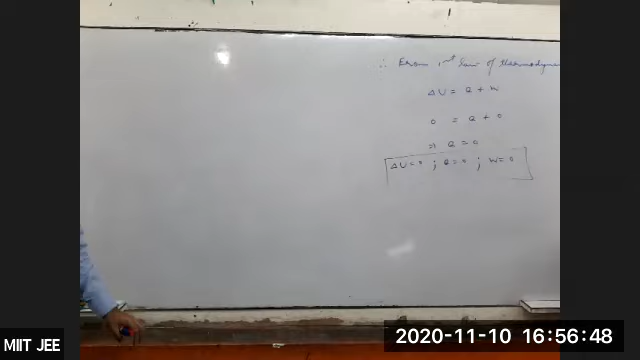 ∴ From 1st law of thermodyna
ΔU = Q + W
0 = Q + 0
⇒ Q = 0
ΔU = 0 ; Q = 0 ; W = 0
MIIT JEE
2020-11-10 16:56:48